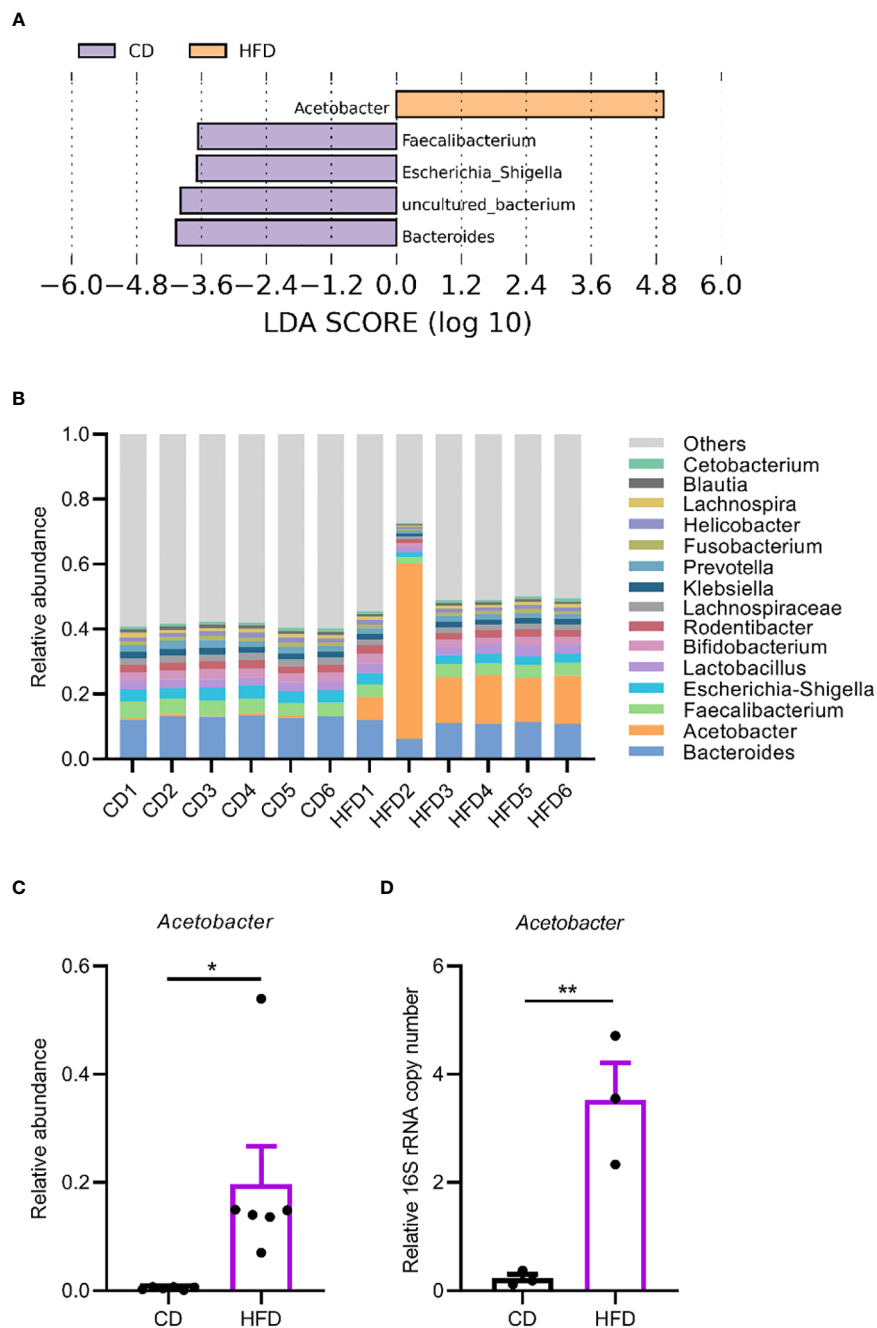 A
CD HFD
Acetobacter
Faecalibacterium
Escherichia_Shigella
uncultured_bacterium
Bacteroides
−6.0 −4.8 −3.6 −2.4 −1.2 0.0 1.2 2.4 3.6 4.8 6.0
LDA SCORE (log 10)
B
Relative abundance
1.0
0.8
0.6
0.4
0.2
0.0
CD1 CD2 CD3 CD4 CD5 CD6 HFD1 HFD2 HFD3 HFD4 HFD5 HFD6
Others
Cetobacterium
Blautia
Lachnospira
Helicobacter
Fusobacterium
Prevotella
Klebsiella
Lachnospiraceae
Rodentibacter
Bifidobacterium
Lactobacillus
Escherichia-Shigella
Faecalibacterium
Acetobacter
Bacteroides
C
Acetobacter
Relative abundance
0.6
0.4
0.2
0.0
*
CD HFD
D
Acetobacter
Relative 16S rRNA copy number
6
4
2
0
**
CD HFD